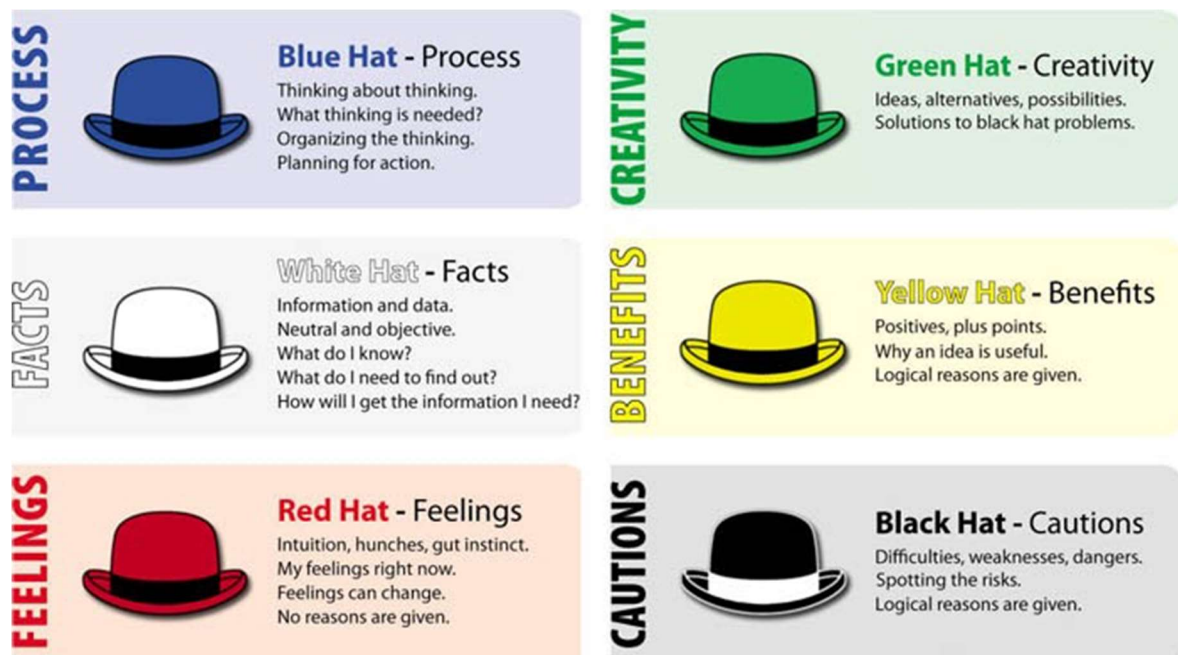 PROCESS
Blue Hat - Process
Thinking about thinking.
What thinking is needed?
Organizing the thinking.
Planning for action.
CREATIVITY
Green Hat - Creativity
Ideas, alternatives, possibilities.
Solutions to black hat problems.
FACTS
White Hat - Facts
Information and data.
Neutral and objective.
What do I know?
What do I need to find out?
How will I get the information I need?
BENEFITS
Yellow Hat - Benefits
Positives, plus points.
Why an idea is useful.
Logical reasons are given.
FEELINGS
Red Hat - Feelings
Intuition, hunches, gut instinct.
My feelings right now.
Feelings can change.
No reasons are given.
CAUTIONS
Black Hat - Cautions
Difficulties, weaknesses, dangers.
Spotting the risks.
Logical reasons are given.